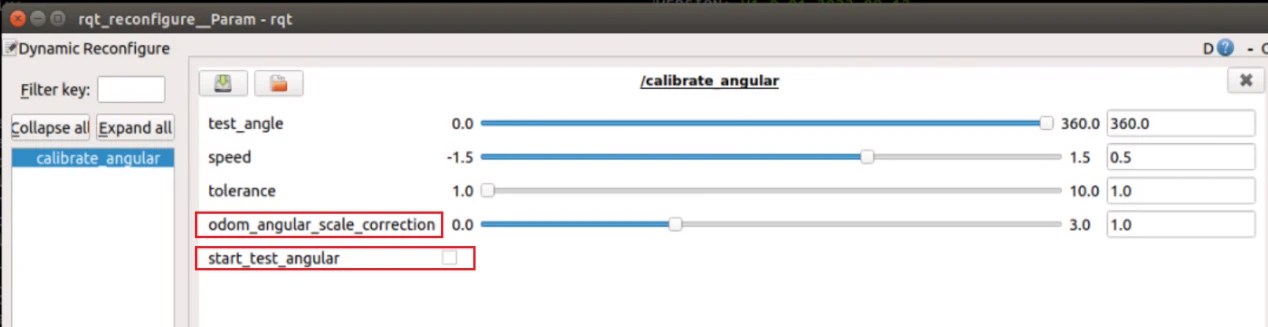 rqt_reconfigure__Param - rqt
Dynamic Reconfigure
D? - C
Filter key:
Collapse all Expand all
calibrate_angular
/calibrate_angular
test_angle 0.0 360.0 360.0
speed -1.5 1.5 0.5
tolerance 1.0 10.0 1.0
odom_angular_scale_correction 0.0 3.0 1.0
start_test_angular